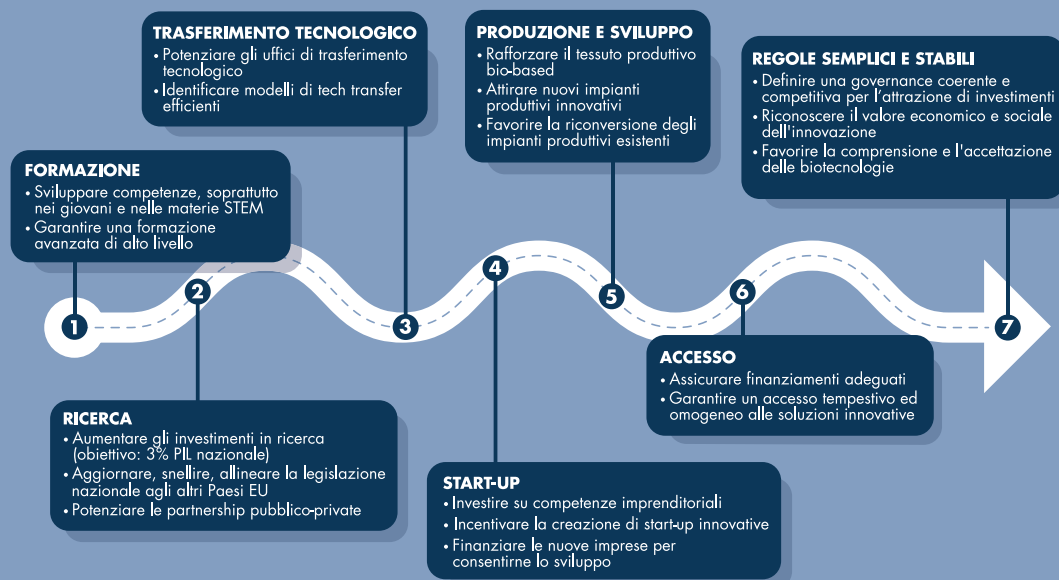 FORMAZIONE
• Sviluppare competenze, soprattutto
nei giovani e nelle materie STEM
• Garantire una formazione
avanzata di alto livello
1
RICERCA
• Aumentare gli investimenti in ricerca
(obiettivo: 3% PIL nazionale)
• Aggiornare, snellire, allineare la legislazione
nazionale agli altri Paesi EU
• Potenziare le partnership pubblico-private
2
TRASFERIMENTO TECNOLOGICO
• Potenziare gli uffici di trasferimento
tecnologico
• Identificare modelli di tech transfer
efficienti
3
START-UP
• Investire su competenze imprenditoriali
• Incentivare la creazione di start-up innovative
• Finanziare le nuove imprese per
consentirne lo sviluppo
4
PRODUZIONE E SVILUPPO
• Rafforzare il tessuto produttivo
bio-based
• Attirare nuovi impianti
produttivi innovativi
• Favorire la riconversione degli
impianti produttivi esistenti
5
ACCESSO
• Assicurare finanziamenti adeguati
• Garantire un accesso tempestivo ed
omogeneo alle soluzioni innovative
6
REGOLE SEMPLICI E STABILI
• Definire una governance coerente e
competitiva per l'attrazione di investimenti
• Riconoscere il valore economico e sociale
dell'innovazione
• Favorire la comprensione e l'accettazione
delle biotecnologie
7